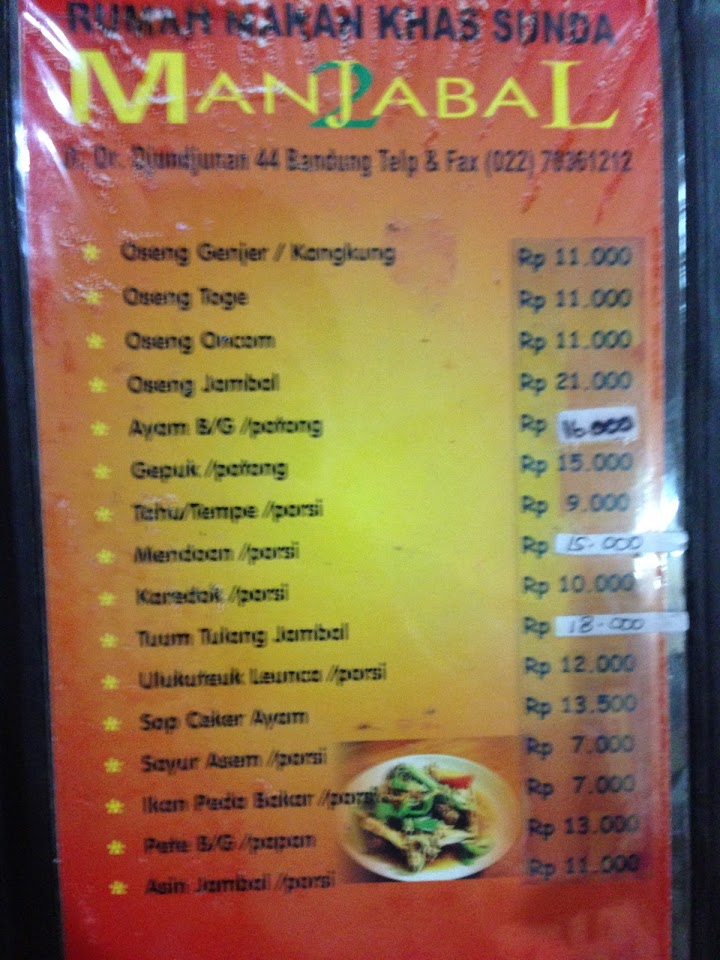 RUMAH MAKAN KHAS SUNDA
MANJABAL 2
Jl. Dr. Djundjunan 44 Bandung Telp & Fax (022)
Oseng Genjer / Kangkung Rp 11.000
Oseng Toge Rp 11.000
Oseng Oncom Rp 11.000
Oseng Jambal Rp 21.000
Ayam B/G /potong Rp 16.000
Gepuk /potong Rp 15.000
Tahu/Tempe /porsi Rp 9.000
Mendoan /porsi Rp 15.000
Karedok /porsi Rp 10.000
Tuum Tulang Jambal Rp 18.000
Ulukuteuk Leunca /porsi Rp 12.000
Sop Ceker Ayam Rp 13.500
Sayur Asem /porsi Rp 7.000
Ikan Peda Bakar /porsi Rp 7.000
Pete B/G /papan Rp 13.000
Asin Jambal /porsi Rp 11.000